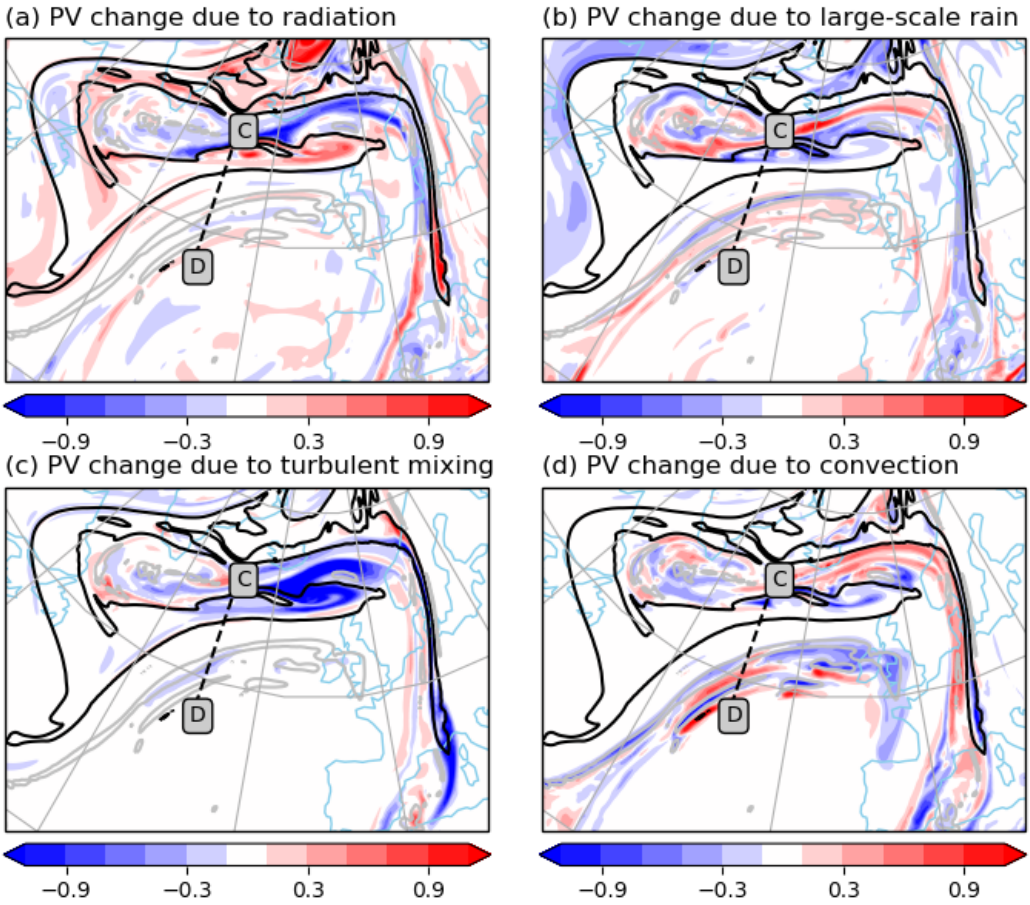 (a) PV change due to radiation
(b) PV change due to large-scale rain
C
D
C
D
−0.9 −0.3 0.3 0.9
−0.9 −0.3 0.3 0.9
(c) PV change due to turbulent mixing
(d) PV change due to convection
C
D
C
D
−0.9 −0.3 0.3 0.9
−0.9 −0.3 0.3 0.9